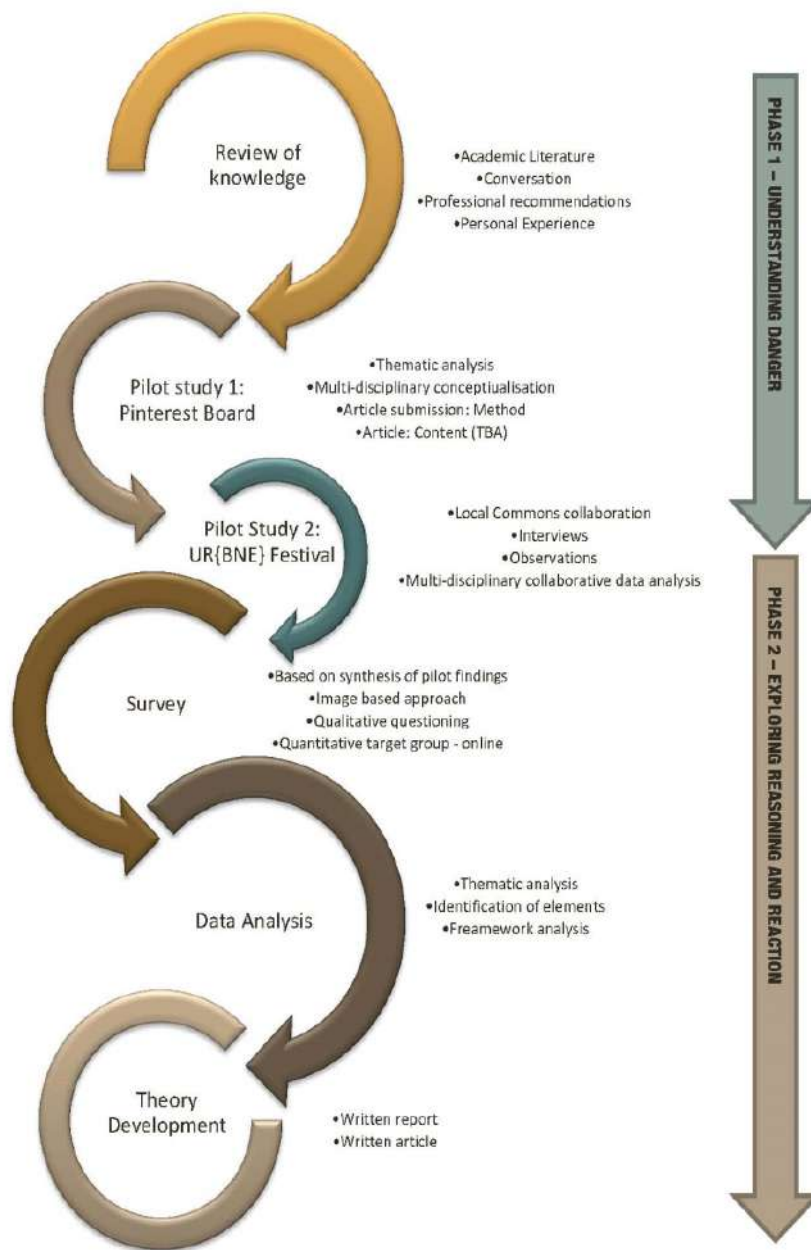 Review of
knowledge
•Academic Literature
•Conversation
•Professional recommendations
•Personal Experience
Pilot study 1:
Pinterest Board
•Thematic analysis
•Multi-disciplinary conceptualisation
•Article submission: Method
•Article: Content (TBA)
Pilot Study 2:
UR{BNE} Festival
•Local Commons collaboration
•Interviews
•Observations
•Multi-disciplinary collaborative data analysis
Survey
•Based on synthesis of pilot findings
•Image based approach
•Qualitative questioning
•Quantitative target group - online
Data Analysis
•Thematic analysis
•Identification of elements
•Freamework analysis
Theory
Development
•Written report
•Written article
PHASE 1 – UNDERSTANDING DANGER
PHASE 2 – EXPLORING REASONING AND REACTION